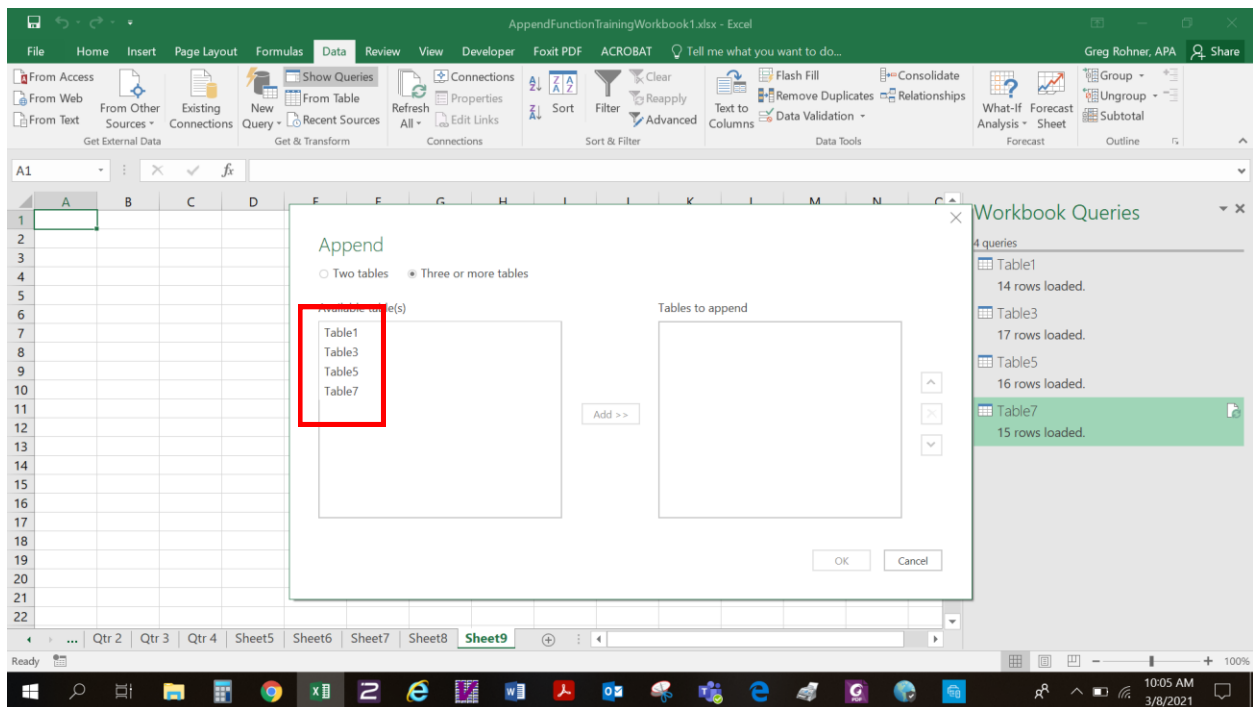 AppendFunctionTrainingWorkbook1.xlsx - Excel
File Home Insert Page Layout Formulas Data Review View Developer Foxit PDF ACROBAT Tell me what you want to do... Greg Rohner, APA Share
From Access
From Web
From Text
From Other Sources
Existing Connections
Get External Data
New Query
Show Queries
From Table
Recent Sources
Get & Transform
Refresh All
Connections
Properties
Edit Links
Connections
Sort
Filter
Clear
Reapply
Advanced
Sort & Filter
Text to Columns
Flash Fill
Remove Duplicates
Data Validation
Consolidate
Relationships
Data Tools
What-If Analysis
Forecast Sheet
Forecast
Group
Ungroup
Subtotal
Outline
A1 fx
A B C D E F G H I J K L M N
1
2
3
4
5
6
7
8
9
10
11
12
13
14
15
16
17
18
19
20
21
22
Append
Two tables Three or more tables
Available table(s)
Table1
Table3
Table5
Table7
Add >>
Tables to append
OK Cancel
Workbook Queries
4 queries
Table1
14 rows loaded.
Table3
17 rows loaded.
Table5
16 rows loaded.
Table7
15 rows loaded.
... Qtr 2 Qtr 3 Qtr 4 Sheet5 Sheet6 Sheet7 Sheet8 Sheet9
Ready 100%
10:05 AM
3/8/2021